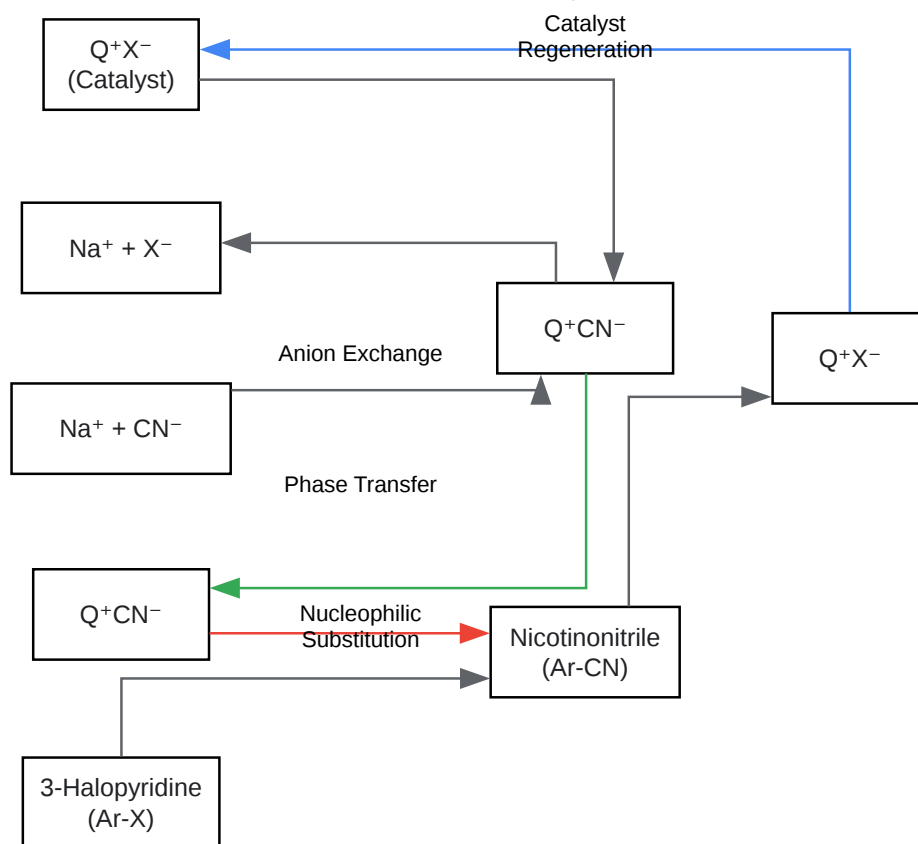 Catalyst
Regeneration
Q⁺X⁻
(Catalyst)
Na⁺ + X⁻
Q⁺CN⁻
Q⁺X⁻
Anion Exchange
Na⁺ + CN⁻
Phase Transfer
Q⁺CN⁻
Nucleophilic
Substitution
Nicotinonitrile
(Ar-CN)
3-Halopyridine
(Ar-X)